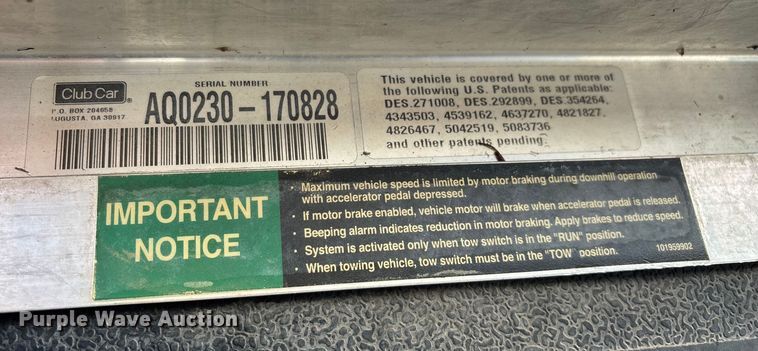 Club Car
P.O. BOX 204658
AUGUSTA, GA 30917
SERIAL NUMBER
AQ0230-170828
This vehicle is covered by one or more of
the following U.S. Patents as applicable:
DES.271008, DES.292899, DES.354264,
4343503, 4539162, 4637270, 4821827,
4826467, 5042519, 5083736
and other patents pending.
IMPORTANT
NOTICE
• Maximum vehicle speed is limited by motor braking during downhill operation
with accelerator pedal depressed.
• If motor brake enabled, vehicle motor will brake when accelerator pedal is released.
• Beeping alarm indicates reduction in motor braking. Apply brakes to reduce speed.
• System is activated only when tow switch is in the "RUN" position.
• When towing vehicle, tow switch must be in the "TOW" position.
101959902
Purple Wave Auction